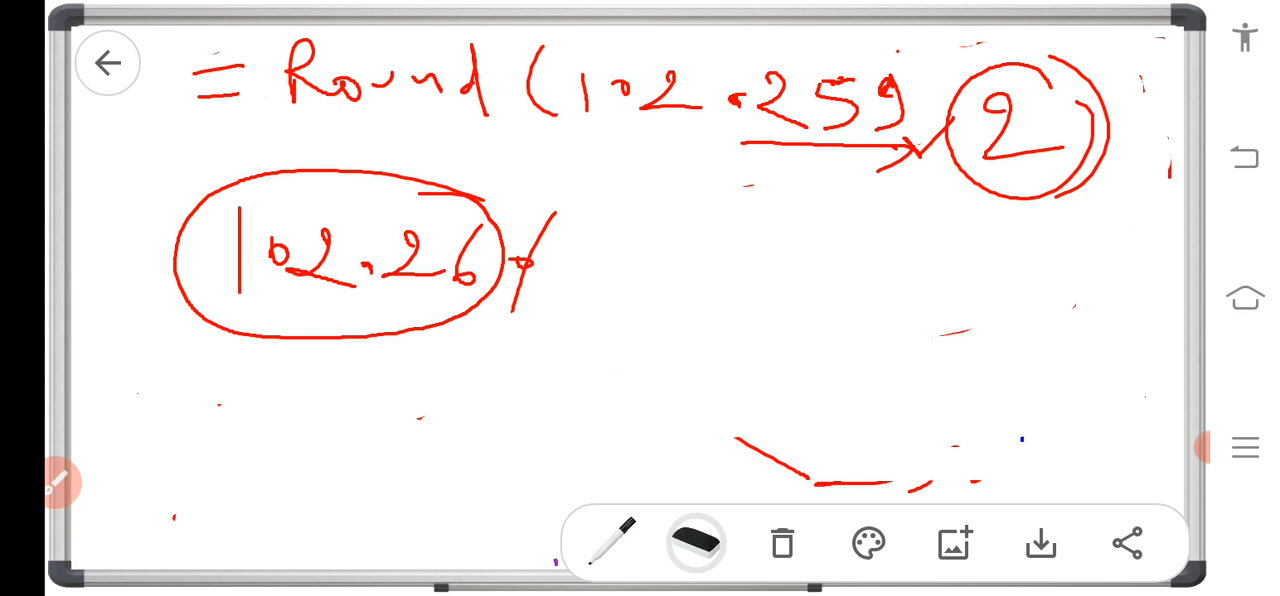 = Round (102.259, 2)
102.26